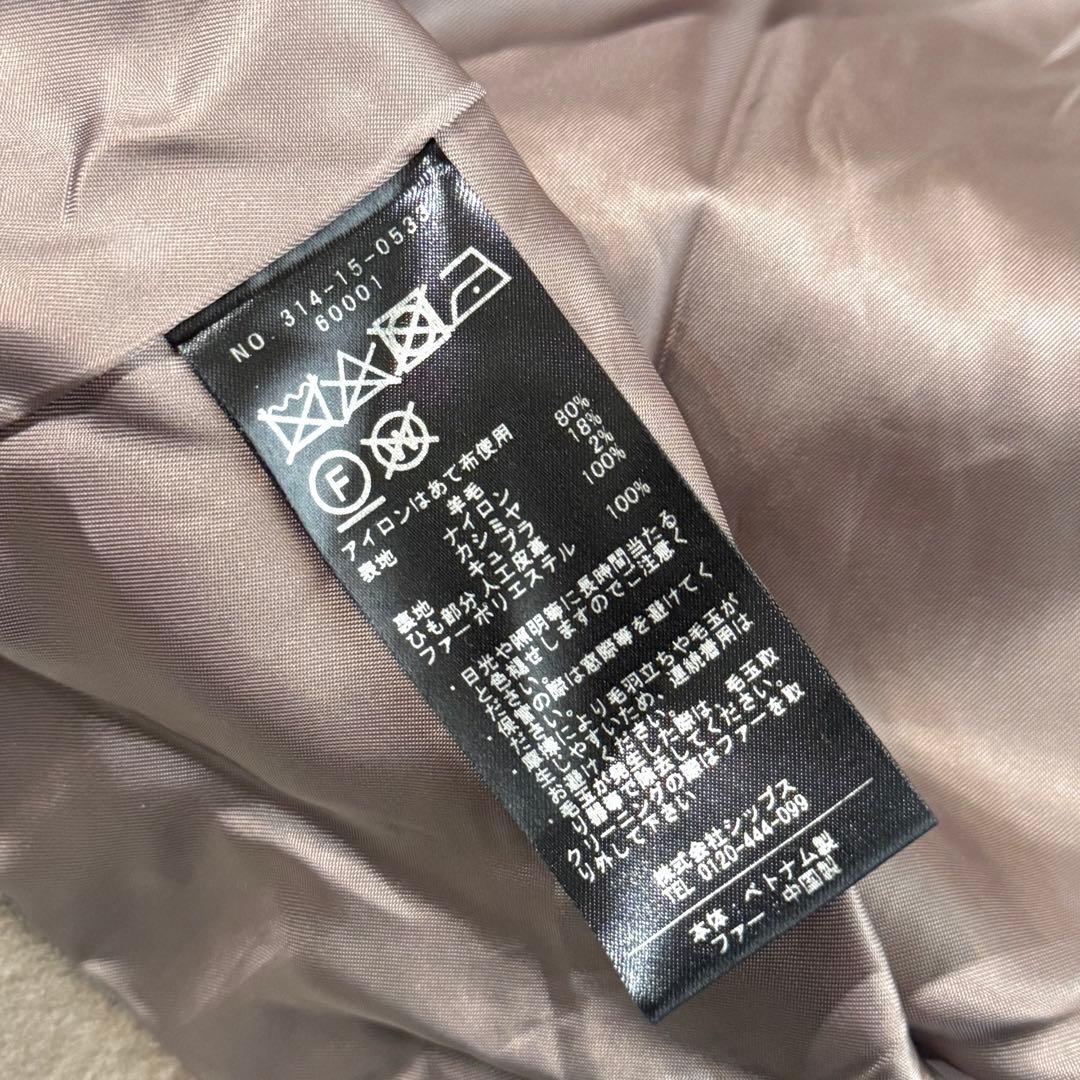 NO. 314-15-0533
60001
F W
アイロンはあて布使用
表地 羊毛 80%
ナイロン 18%
カシミヤ 2%
裏地 キュプラ 100%
ひも部分 人工皮革
ファー ポリエステル 100%
・日光や照明等に長時間当たる
と色褪せしますのでご注意く
ださい。
保管の際は窓際等を避けて
ください。
・摩擦により毛羽立ちや毛玉が
生じやすいため、連続着用は
お避けください。
毛玉が発生した際は、毛玉取
り機等で除去してください。
・クリーニングの際はファーを取
り外して下さい
株式会社シップス
TEL 0120-444-099
本体：ベトナム製
ファー：中国製